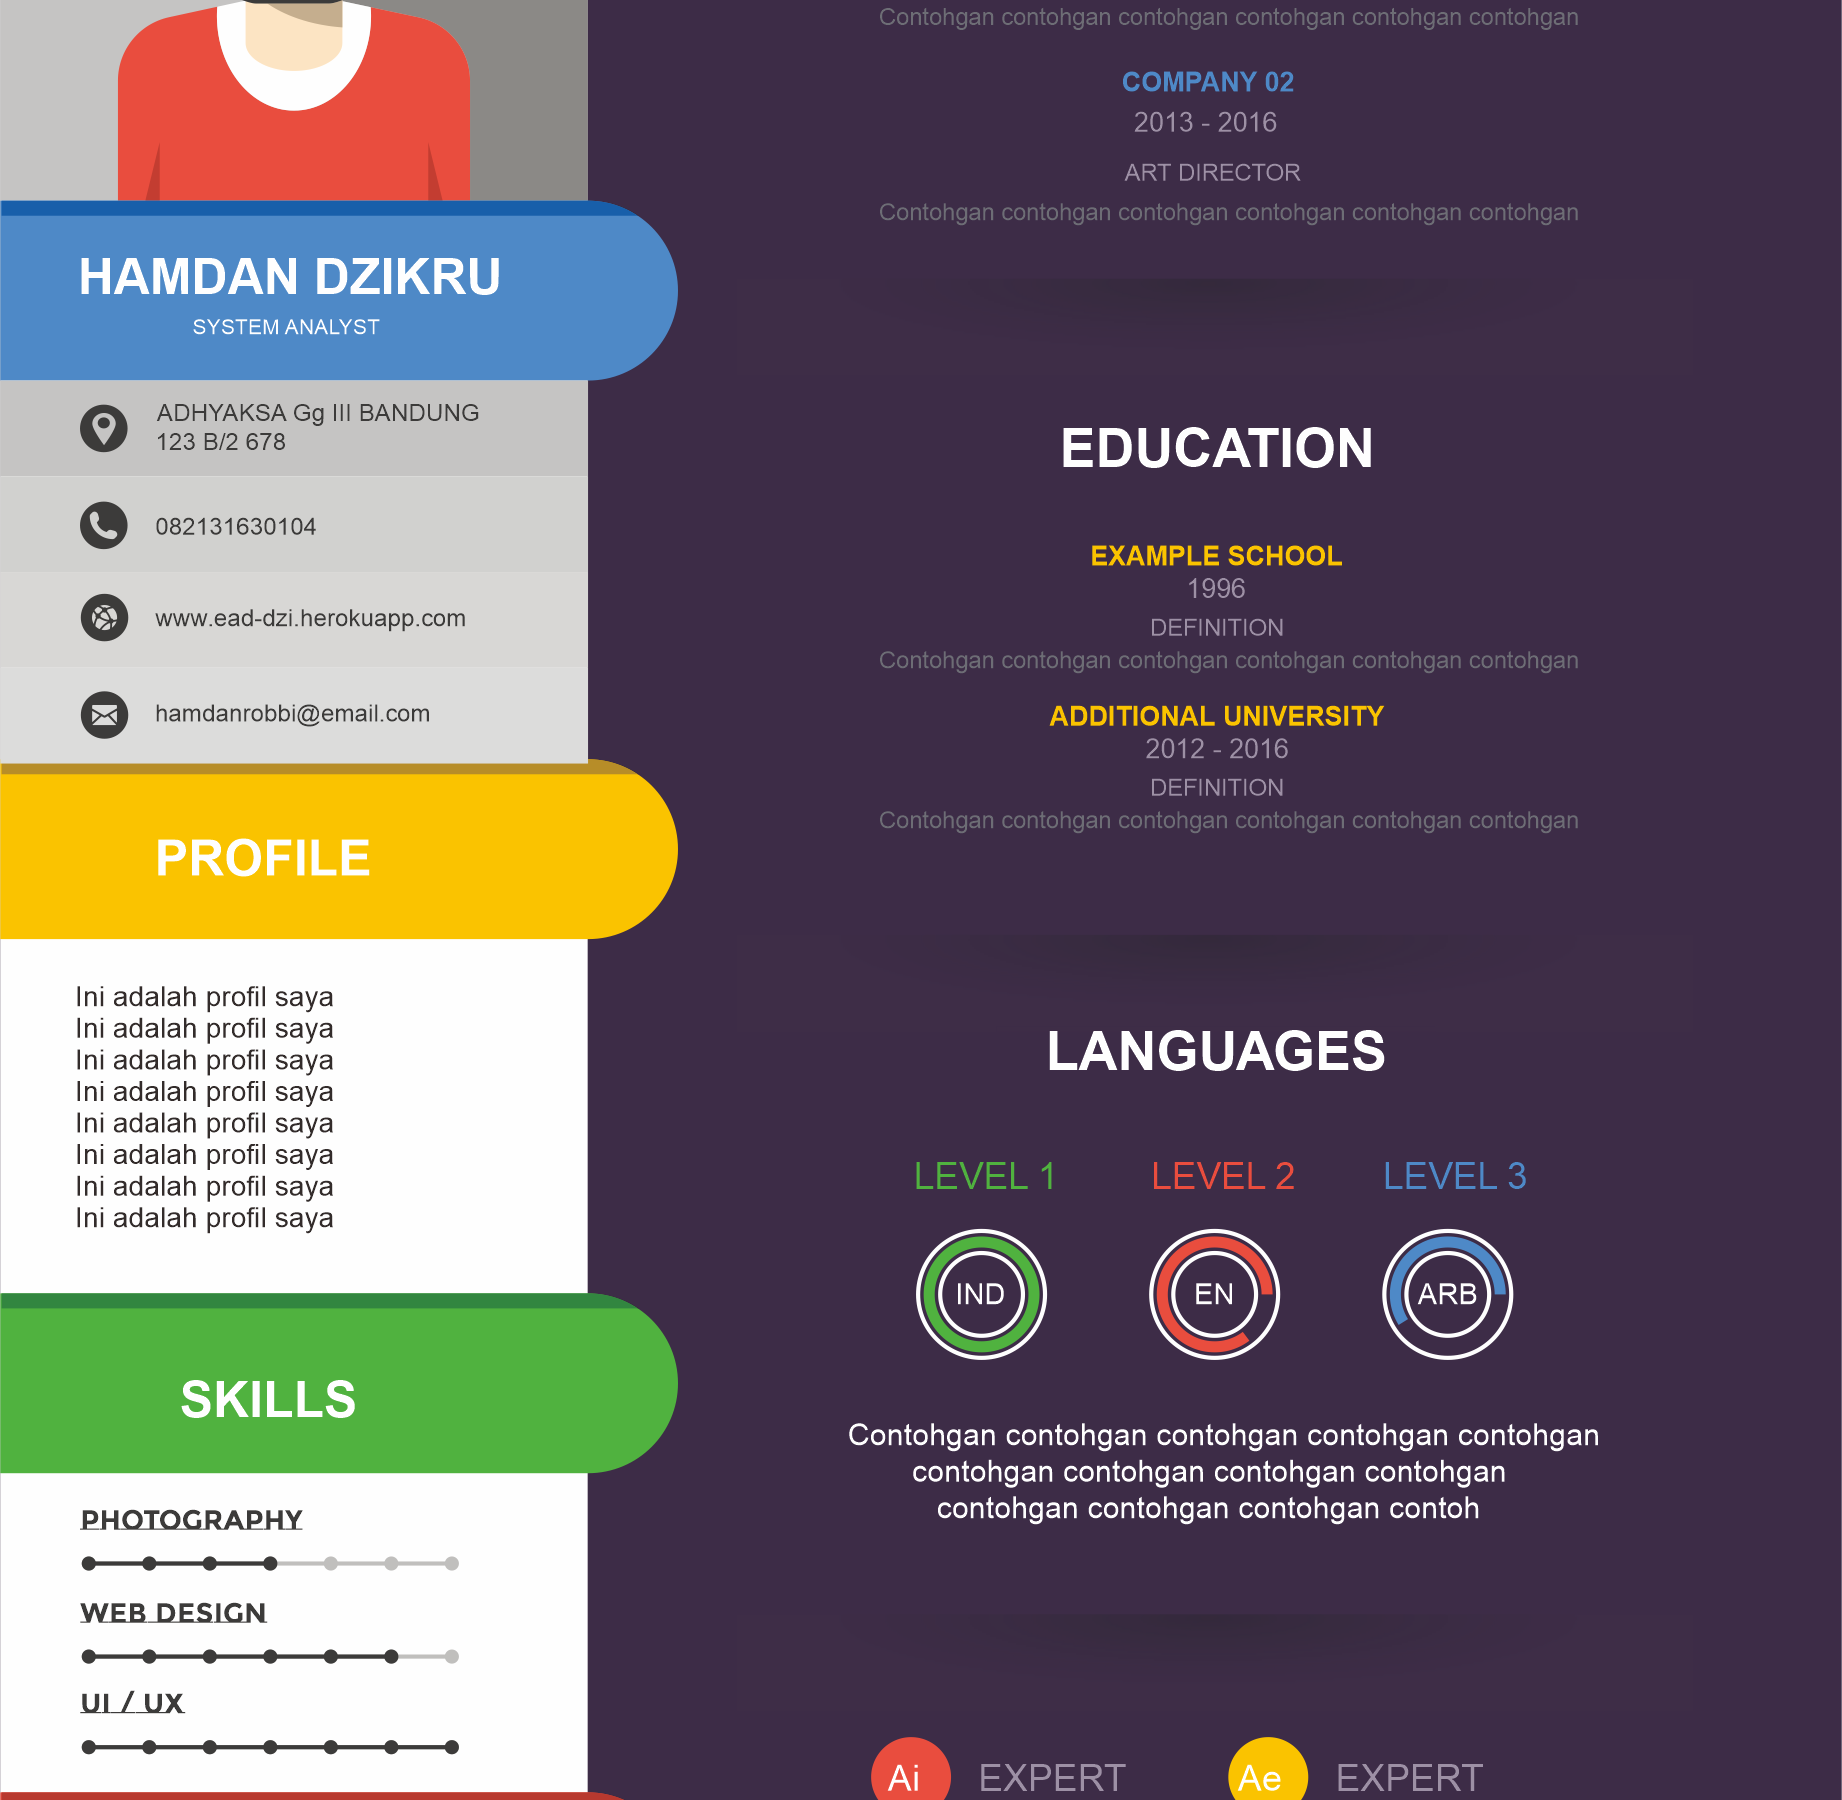 HAMDAN DZIKRU
SYSTEM ANALYST
ADHYAKSA Gg III BANDUNG
123 B/2 678
082131630104
www.ead-dzi.herokuapp.com
hamdanrobbi@email.com
PROFILE
Ini adalah profil saya
Ini adalah profil saya
Ini adalah profil saya
Ini adalah profil saya
Ini adalah profil saya
Ini adalah profil saya
Ini adalah profil saya
Ini adalah profil saya
SKILLS
PHOTOGRAPHY
WEB DESIGN
UI / UX
Contohgan contohgan contohgan contohgan contohgan contohgan
COMPANY 02
2013 - 2016
ART DIRECTOR
Contohgan contohgan contohgan contohgan contohgan contohgan
EDUCATION
EXAMPLE SCHOOL
1996
DEFINITION
Contohgan contohgan contohgan contohgan contohgan contohgan
ADDITIONAL UNIVERSITY
2012 - 2016
DEFINITION
Contohgan contohgan contohgan contohgan contohgan contohgan
LANGUAGES
LEVEL 1 LEVEL 2 LEVEL 3
IND EN ARB
Contohgan contohgan contohgan contohgan contohgan
contohgan contohgan contohgan contohgan
contohgan contohgan contohgan contoh
Ai EXPERT Ae EXPERT